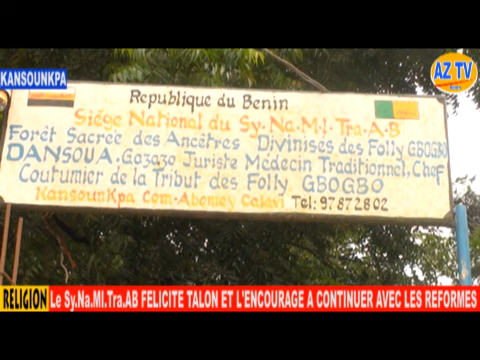 KANSOUNKPA
AZ TV
Republique du Benin
Siège National du Sy.Na.M.I.Tra-A-B
Forêt Sacrée des Ancêtres Divinises des Folly GBOGBO
DANSOUA.Gozozo Juriste Médecin Traditionnel, Chef
Coutumier de la Tribut des Folly GBOGBO
KansounKpa Com-Abomey Calavi Tel: 97872802
RELIGION Le Sy.Na.MI.Tra.AB FELICITE TALON ET L'ENCOURAGE A CONTINUER AVEC LES REFORMES